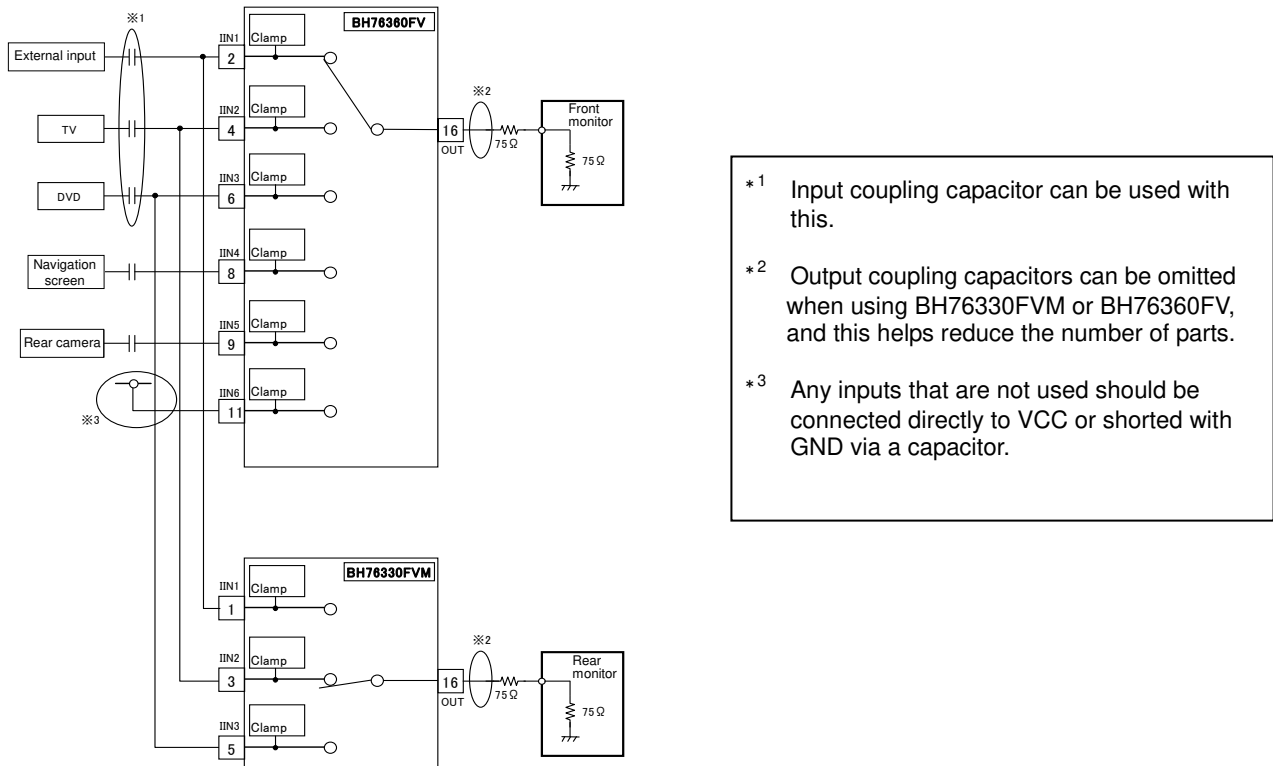 ※1
BH76360FV
External input
IIN1
Clamp
2
※2
IIN2
Clamp
Front
monitor
TV
4
16
75Ω
OUT
75Ω
IIN3
Clamp
DVD
6
Navigation
screen
IIN4
Clamp
8
IIN5
Clamp
Rear camera
9
※3
IIN6
Clamp
11
BH76330FVM
IIN1
Clamp
1
※2
IIN2
Clamp
Rear
monitor
3
16
75Ω
OUT
75Ω
IIN3
Clamp
5
*1 Input coupling capacitor can be used with
this.
*2 Output coupling capacitors can be omitted
when using BH76330FVM or BH76360FV,
and this helps reduce the number of parts.
*3 Any inputs that are not used should be
connected directly to VCC or shorted with
GND via a capacitor.